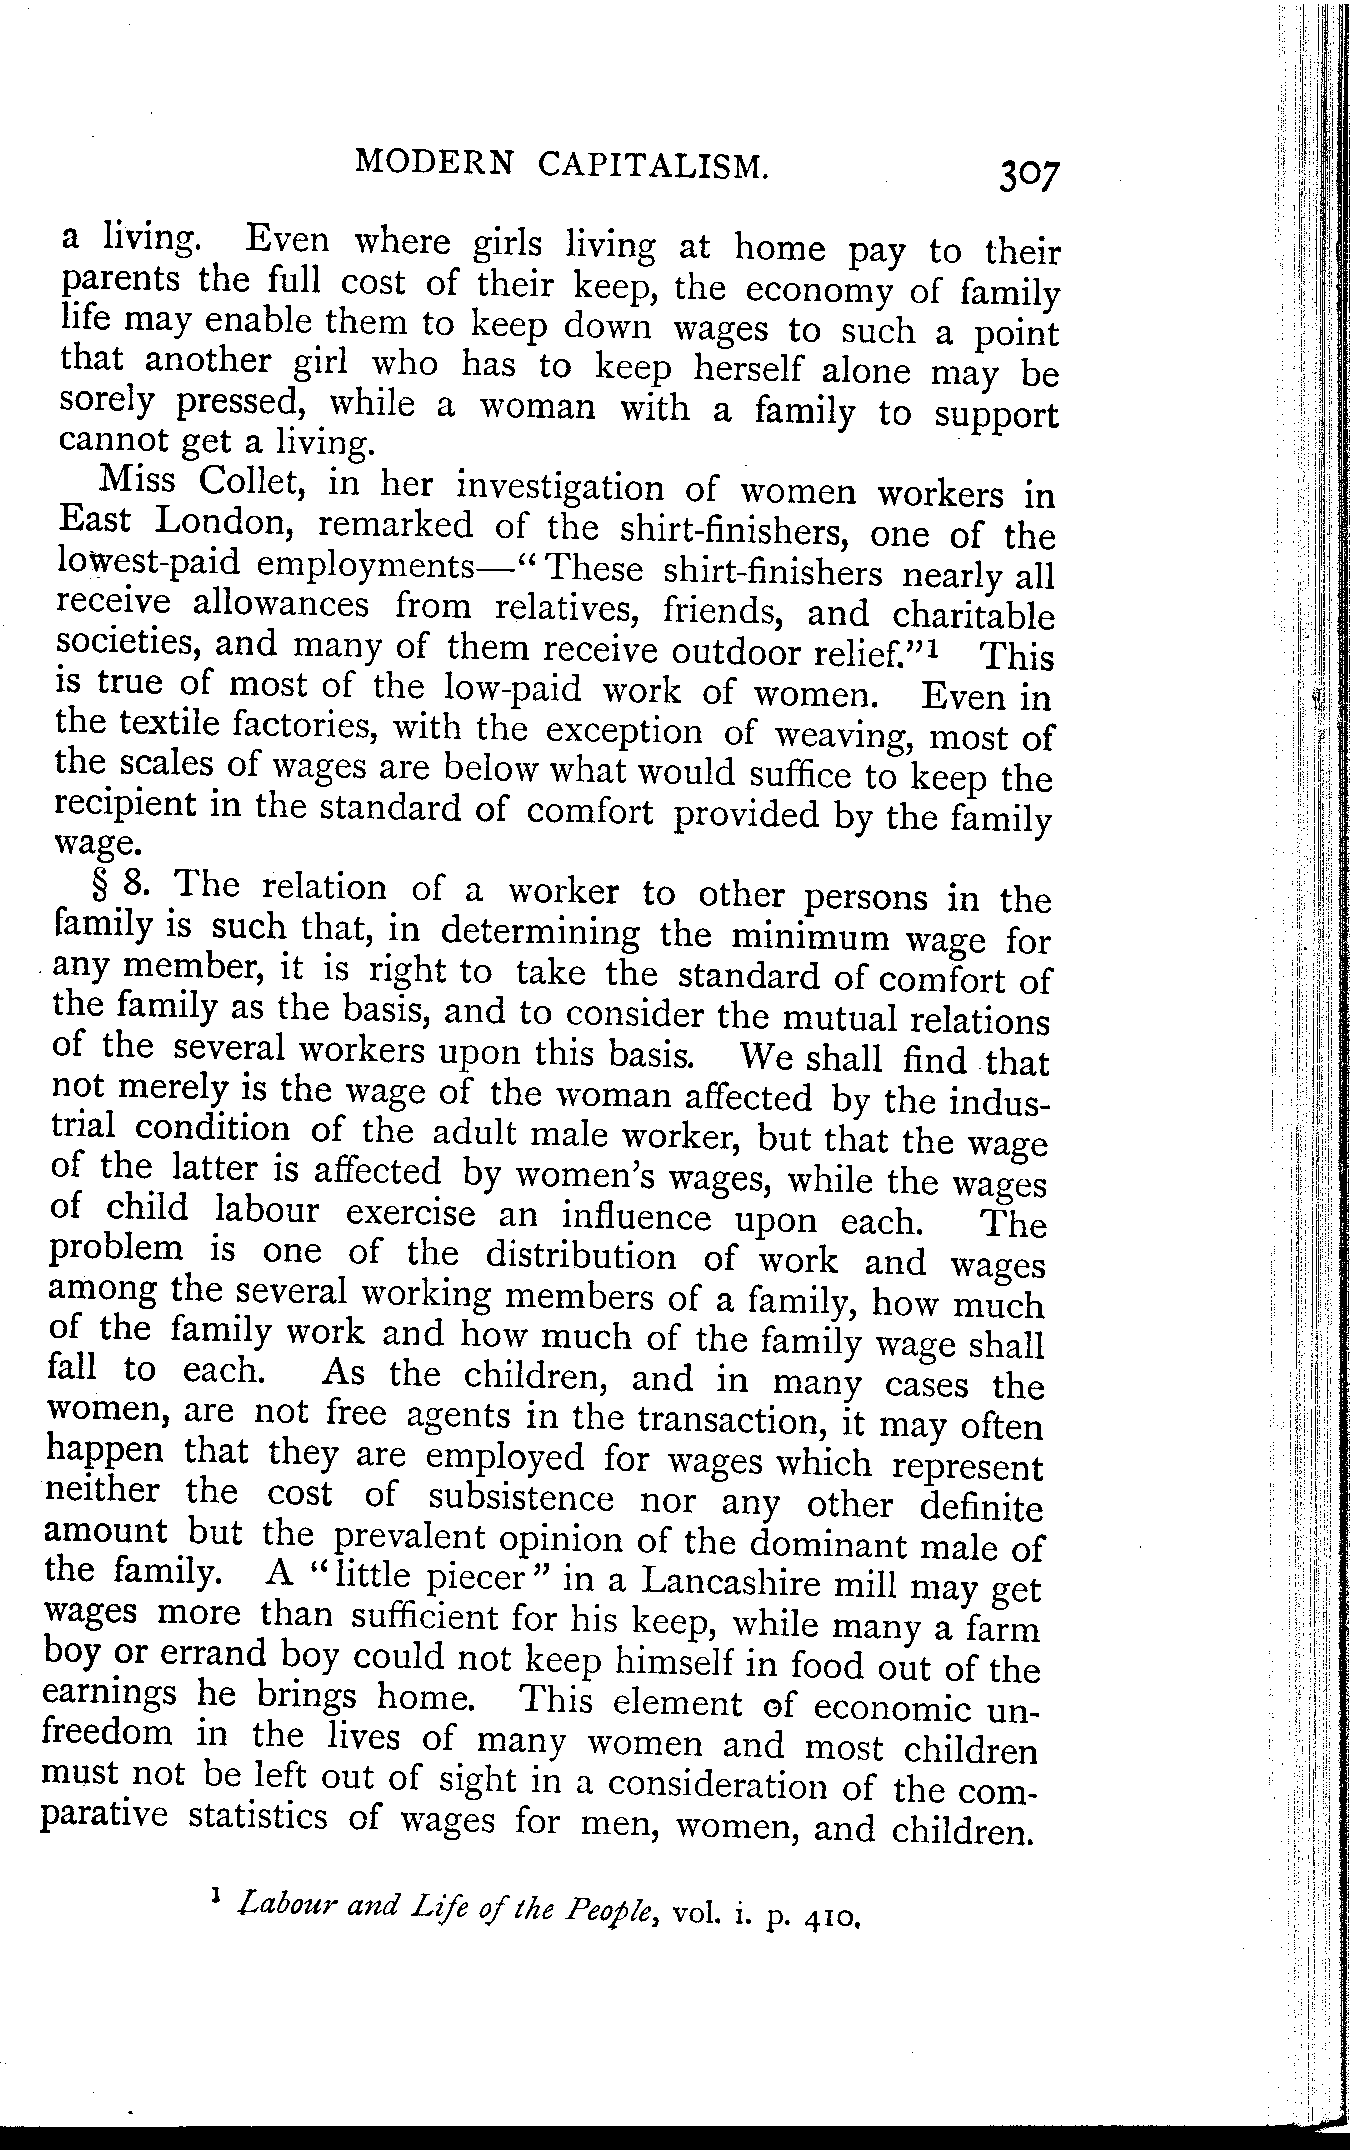 MODERN CAPITALISM. 307
a living. Even where girls living at home pay to their
parents the full cost of their keep, the economy of family
life may enable them to keep down wages to such a point
that another girl who has to keep herself alone may be
sorely pressed, while a woman with a family to support
cannot get a living.
Miss Collet, in her investigation of women workers in
East London, remarked of the shirt-finishers, one of the
lowest-paid employments—"These shirt-finishers nearly all
receive allowances from relatives, friends, and charitable
societies, and many of them receive outdoor relief."¹ This
is true of most of the low-paid work of women. Even in
the textile factories, with the exception of weaving, most of
the scales of wages are below what would suffice to keep the
recipient in the standard of comfort provided by the family
wage.
§ 8. The relation of a worker to other persons in the
family is such that, in determining the minimum wage for
any member, it is right to take the standard of comfort of
the family as the basis, and to consider the mutual relations
of the several workers upon this basis. We shall find that
not merely is the wage of the woman affected by the indus-
trial condition of the adult male worker, but that the wage
of the latter is affected by women's wages, while the wages
of child labour exercise an influence upon each. The
problem is one of the distribution of work and wages
among the several working members of a family, how much
of the family work and how much of the family wage shall
fall to each. As the children, and in many cases the
women, are not free agents in the transaction, it may often
happen that they are employed for wages which represent
neither the cost of subsistence nor any other definite
amount but the prevalent opinion of the dominant male of
the family. A "little piecer" in a Lancashire mill may get
wages more than sufficient for his keep, while many a farm
boy or errand boy could not keep himself in food out of the
earnings he brings home. This element of economic un-
freedom in the lives of many women and most children
must not be left out of sight in a consideration of the com-
parative statistics of wages for men, women, and children.
¹ Labour and Life of the People, vol. i. p. 410.